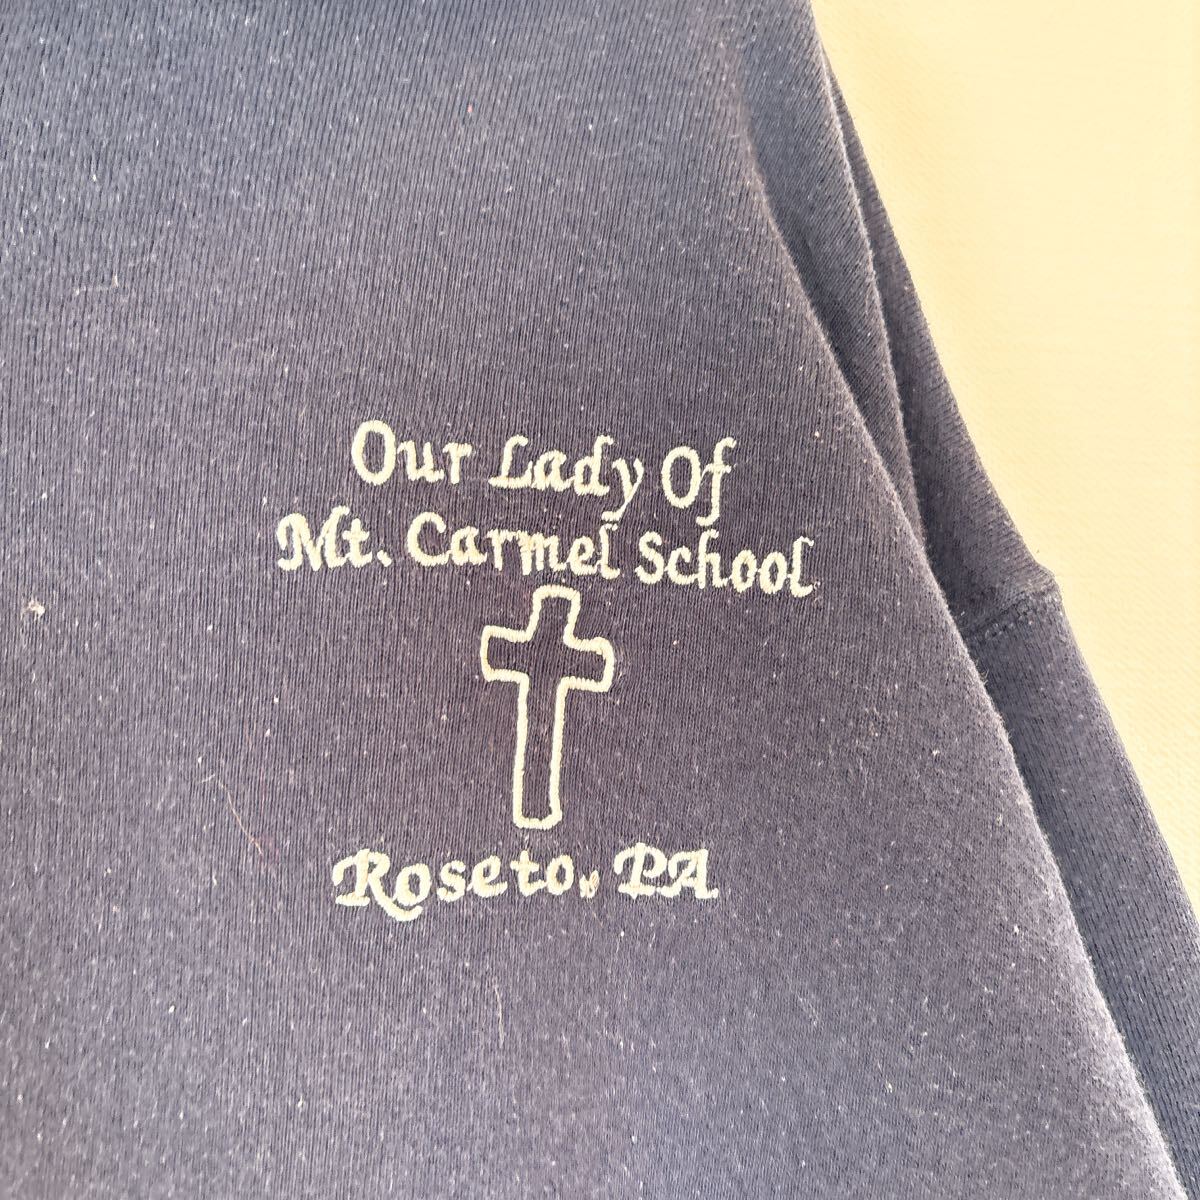 Our Lady Of
Mt. Carmel School
Roseto, PA